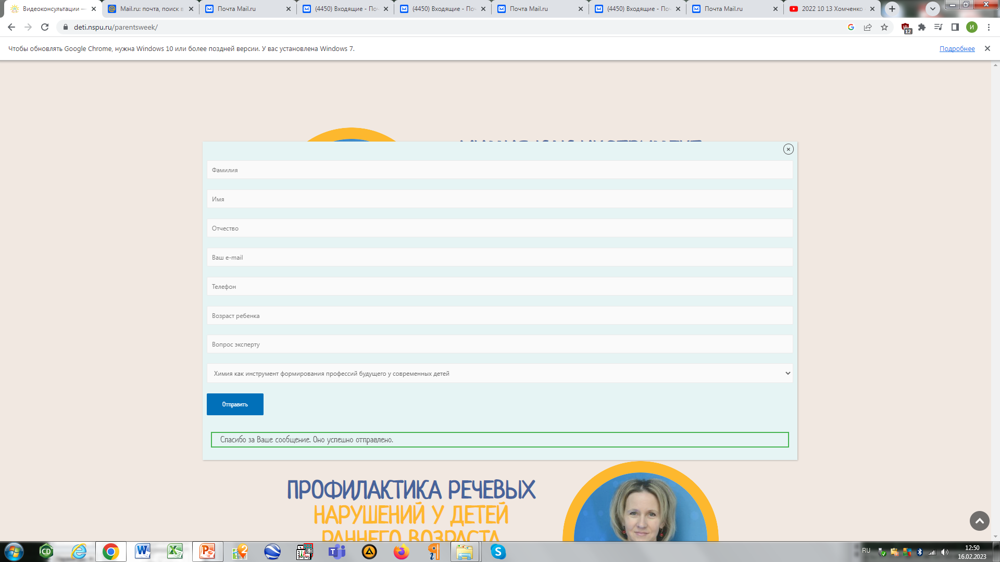 Видеоконсультации —
Mail.ru: почта, поиск в
Почта Mail.ru
(4450) Входящие - По
(4450) Входящие - По
Почта Mail.ru
(4450) Входящие - По
Почта Mail.ru
2022 10 13 Хомченко
deti.nspu.ru/parentsweek/
12
И
Чтобы обновлять Google Chrome, нужна Windows 10 или более поздней версии. У вас установлена Windows 7.
Подробнее
Фамилия
Имя
Отчество
Ваш e-mail
Телефон
Возраст ребенка
Вопрос эксперту
Химия как инструмент формирования профессий будущего у современных детей
Отправить
Спасибо за Ваше сообщение. Оно успешно отправлено.
ПРОФИЛАКТИКА РЕЧЕВЫХ
НАРУШЕНИЙ У ДЕТЕЙ
РАННЕГО ВОЗРАСТА
RU
12:50
16.02.2023